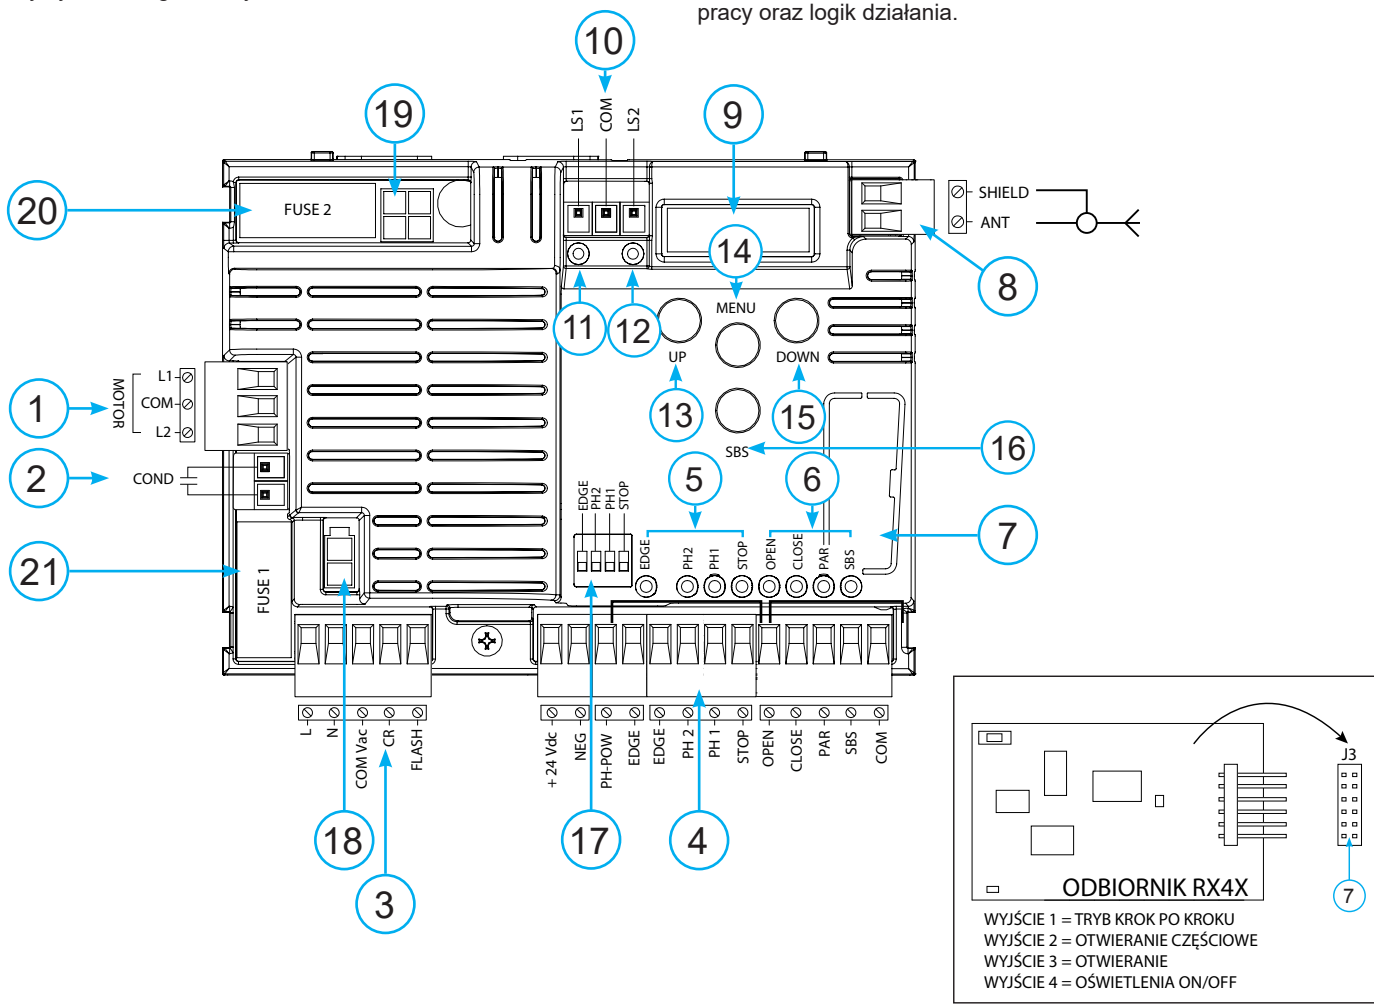 pracy oraz logik działania.
10
LS1
COM
LS2
19
9
20
FUSE 2
SHIELD
ANT
14
8
11
12
MENU
UP
DOWN
13
15
SBS
16
1
MOTOR
L1
COM
L2
2
COND
5
6
7
EDGE
PH2
PH1
STOP
EDGE
PH2
PH1
STOP
OPEN
CLOSE
PAR
SBS
21
FUSE 1
L
N
COM Vac
CR
FLASH
+ 24 Vdc
NEG
PH-POW
EDGE
EDGE
PH 2
PH 1
STOP
OPEN
CLOSE
PAR
SBS
COM
18
17
4
3
J3
7
ODBIORNIK RX4X
WYJŚCIE 1 = TRYB KROK PO KROKU
WYJŚCIE 2 = OTWIERANIE CZĘŚCIOWE
WYJŚCIE 3 = OTWIERANIE
WYJŚCIE 4 = OŚWIETLENIA ON/OFF